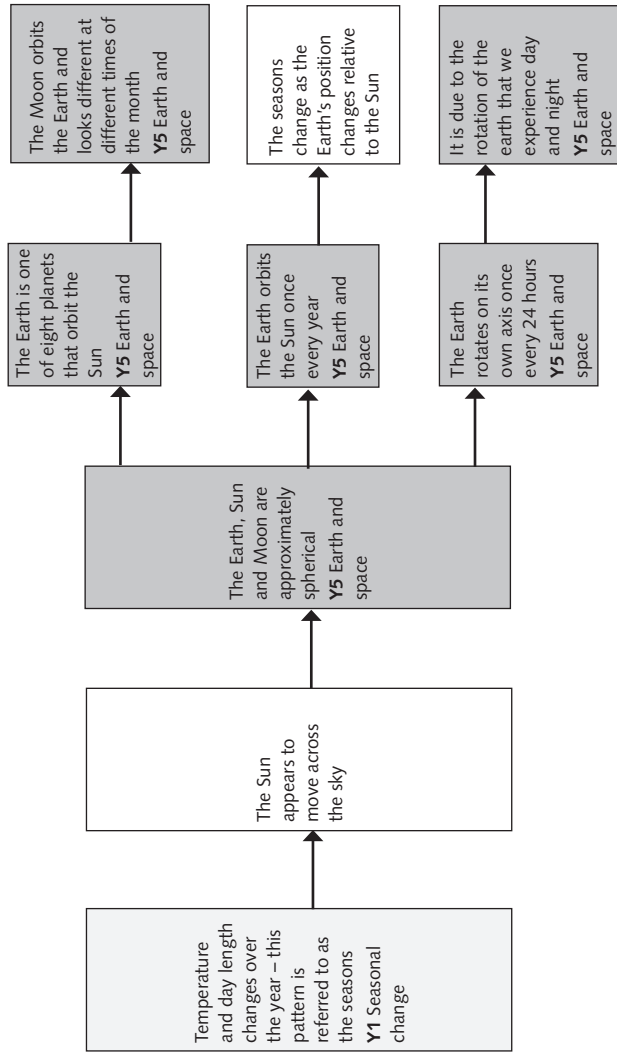 Temperature
and day length
changes over
the year – this
pattern is
referred to as
the seasons
Y1 Seasonal
change
The Sun
appears to
move across
the sky
The Earth, Sun
and Moon are
approximately
spherical
Y5 Earth and
space
The Earth is one
of eight planets
that orbit the
Sun
Y5 Earth and
space
The Moon orbits
the Earth and
looks different at
different times of
the month
Y5 Earth and
space
The Earth orbits
the Sun once
every year
Y5 Earth and
space
The seasons
change as the
Earth's position
changes relative
to the Sun
The Earth
rotates on its
own axis once
every 24 hours
Y5 Earth and
space
It is due to the
rotation of the
earth that we
experience day
and night
Y5 Earth and
space